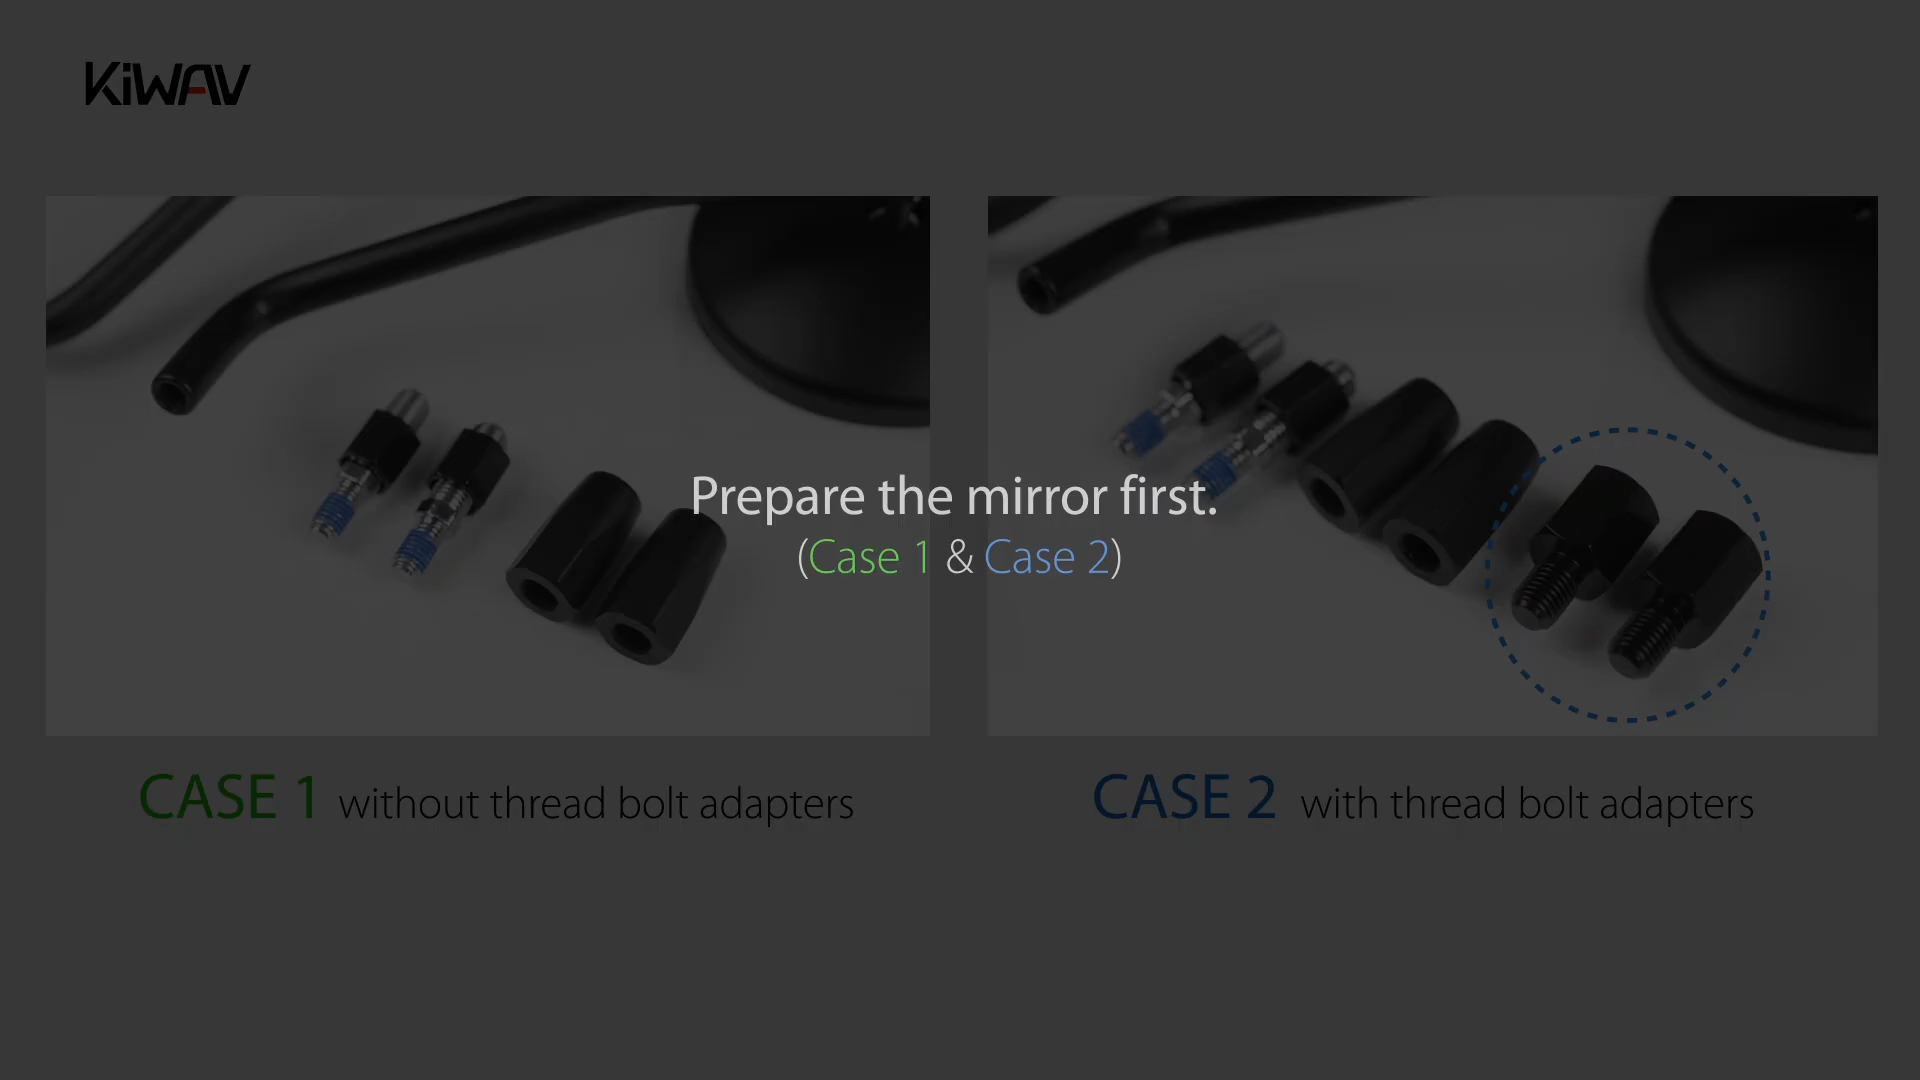 KiWAV
Prepare the mirror first.
(Case 1 & Case 2)
CASE 1 without thread bolt adapters
CASE 2 with thread bolt adapters